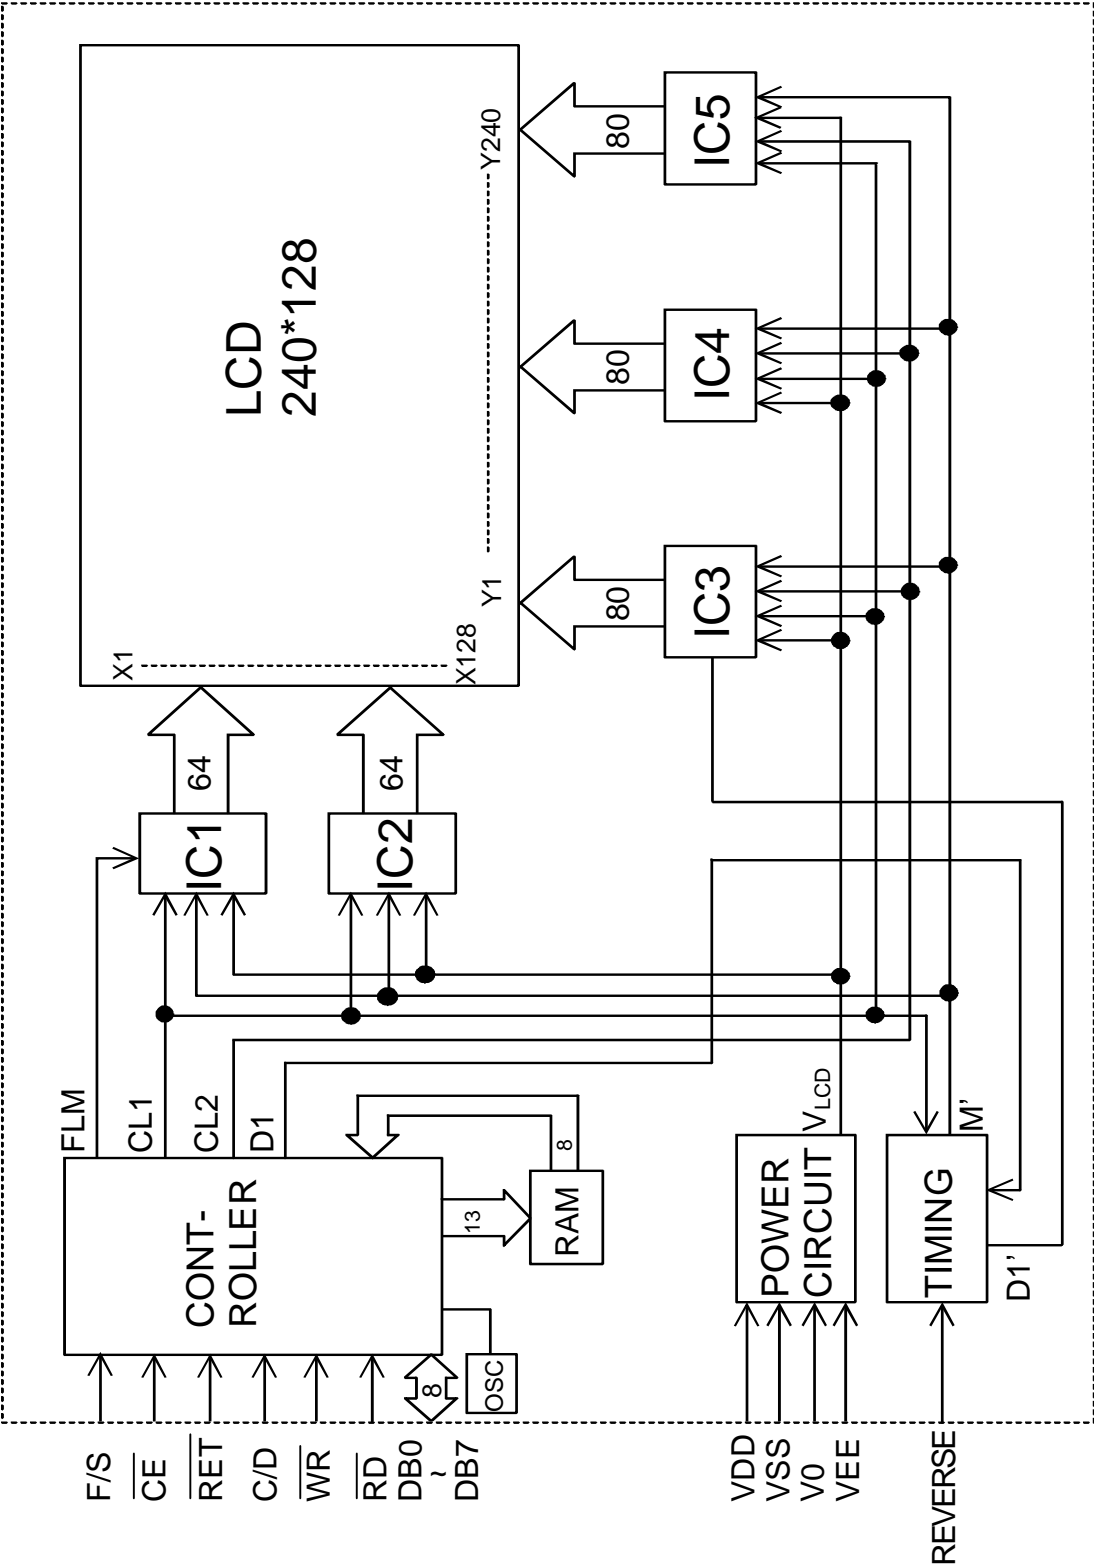 F/S
CE
RET
C/D
WR
RD
DB0
~
DB7
8
OSC
CONT-
ROLLER
FLM
CL1
CL2
D1
13
RAM
8
IC1
64
IC2
64
X1
X128
Y1
Y240
LCD
240*128
80
80
80
IC3
IC4
IC5
VDD
VSS
V0
VEE
POWER
CIRCUIT
VLCD
REVERSE
TIMING
M’
D1’